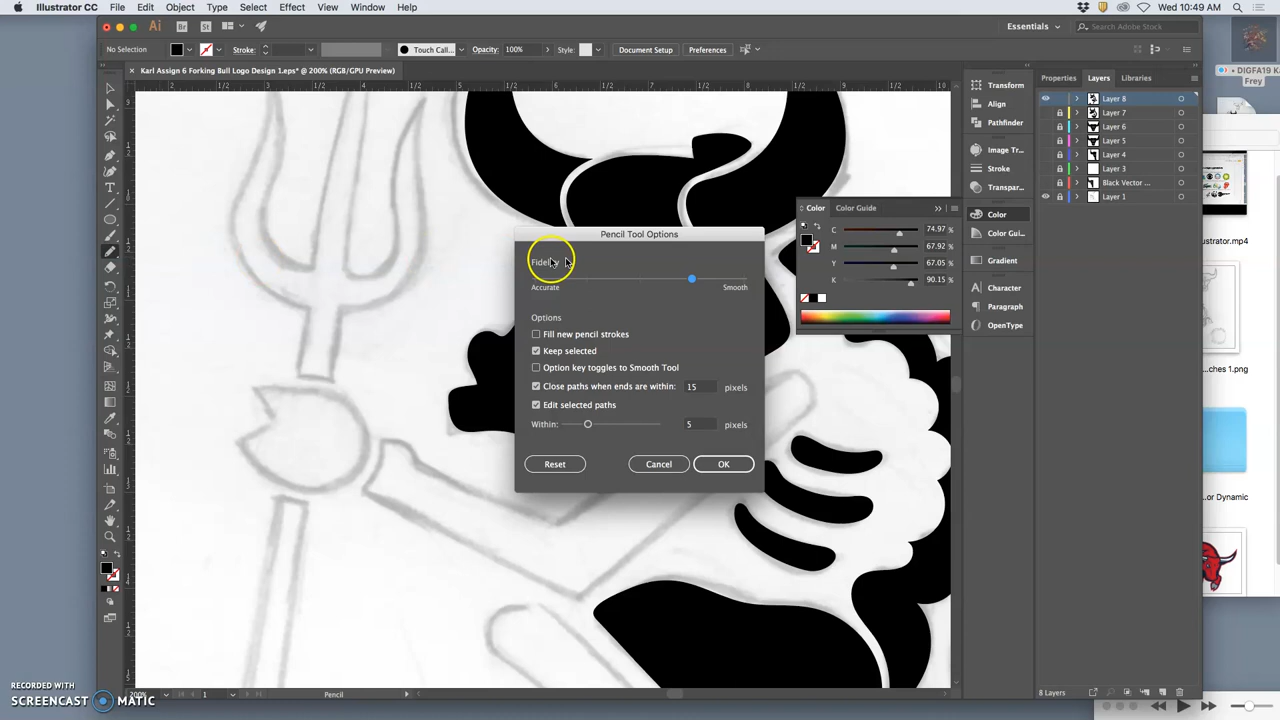 Illustrator CC File Edit Object Type Select Effect View Window Help
Wed 10:49 AM
Essentials
Search Adobe Stock
No Selection Stroke: Touch Call... Opacity: 100% Style: Document Setup Preferences
Karl Assign 6 Forking Bull Logo Design 1.eps* @ 200% (RGB/GPU Preview)
DIGFA19 K
Frey
Transform
Align
Pathfinder
Image Tr...
Stroke
Transpar...
Color
Color Gui...
Gradient
Character
Paragraph
OpenType
Properties Layers Libraries
Layer 8
Layer 7
Layer 6
Layer 5
Layer 4
Layer 3
Black Vector ...
Layer 1
8 Layers
Color Color Guide
C 74.97 %
M 67.92 %
Y 67.05 %
K 90.15 %
Pencil Tool Options
Accurate Smooth
Options
Fill new pencil strokes
Keep selected
Option key toggles to Smooth Tool
Close paths when ends are within: 15 pixels
Edit selected paths
Within: 5 pixels
Reset Cancel OK
ustrator.mp4
ches 1.png
or Dynamic
200% 1 Pencil
RECORDED WITH
SCREENCAST MATIC